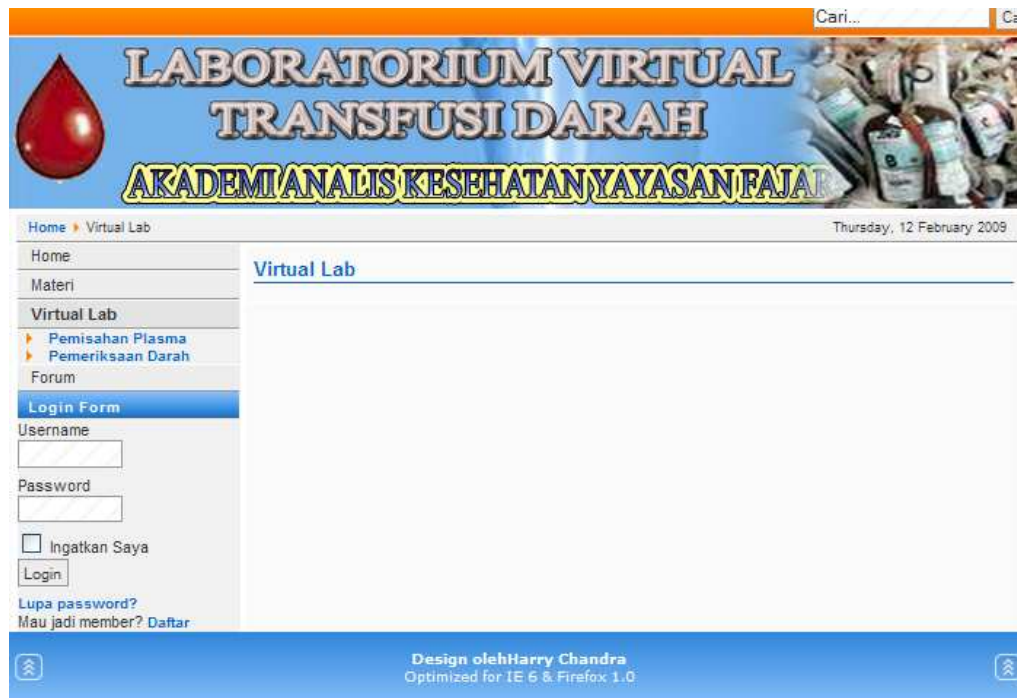 Cari...
LABORATORIUM VIRTUAL
TRANSFUSI DARAH
AKADEMI ANALIS KESEHATAN YAYASAN FAJAR
Home Virtual Lab
Thursday, 12 February 2009
Home
Materi
Virtual Lab
Pemisahan Plasma
Pemeriksaan Darah
Forum
Login Form
Username
Password
Ingatkan Saya
Login
Lupa password?
Mau jadi member? Daftar
Virtual Lab
Design olehHarry Chandra
Optimized for IE 6 & Firefox 1.0